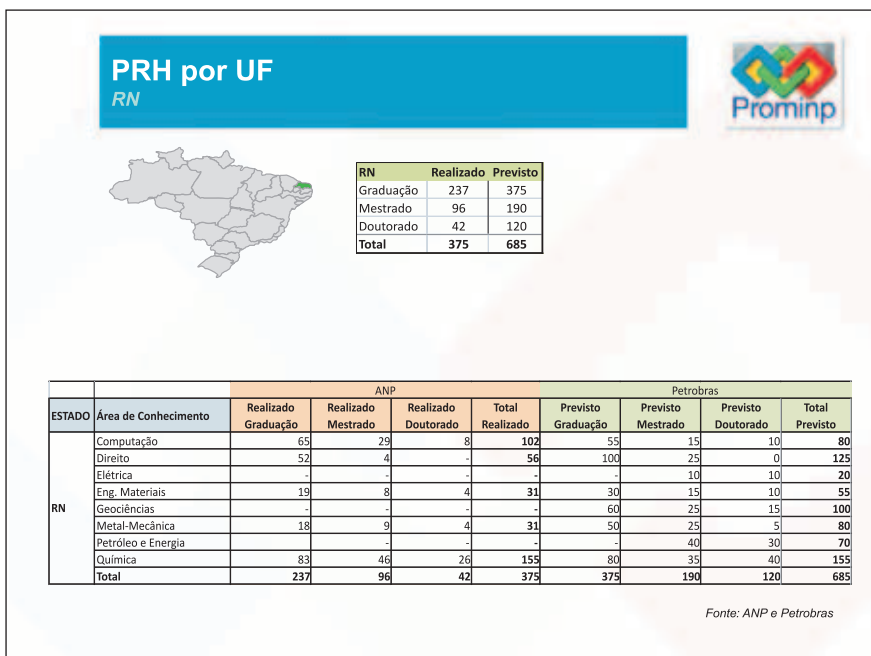 PRH por UF
RN
Prominp
RN Realizado Previsto
Graduação 237 375
Mestrado 96 190
Doutorado 42 120
Total 375 685
ANP Petrobras
ESTADO Área de Conhecimento Realizado Graduação Realizado Mestrado Realizado Doutorado Total Realizado Previsto Graduação Previsto Mestrado Previsto Doutorado Total Previsto
RN
Computação 65 29 8 102 55 15 10 80
Direito 52 4 - 56 100 25 0 125
Elétrica - - - - - 10 10 20
Eng. Materiais 19 8 4 31 30 15 10 55
Geociências - - - - 60 25 15 100
Metal-Mecânica 18 9 4 31 50 25 5 80
Petróleo e Energia - - - - 40 30 70
Química 83 46 26 155 80 35 40 155
Total 237 96 42 375 375 190 120 685
Fonte: ANP e Petrobras